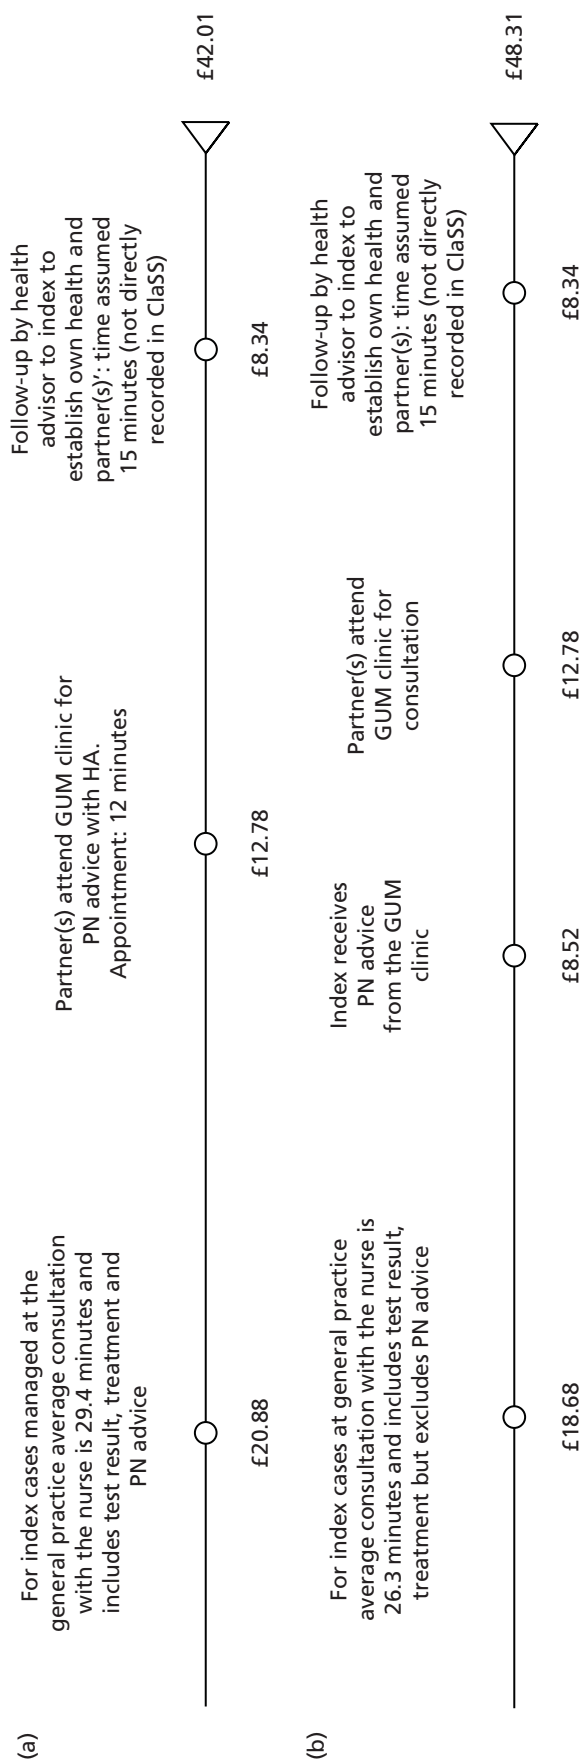 (a)
For index cases managed at the
general practice average consultation
with the nurse is 29.4 minutes and
includes test result, treatment and
PN advice
£20.88
Partner(s) attend GUM clinic for
PN advice with HA.
Appointment: 12 minutes
£12.78
Follow-up by health
advisor to index to
establish own health and
partner(s)’: time assumed
15 minutes (not directly
recorded in ClaSS)
£8.34
£42.01
(b)
For index cases at general practice
average consultation with the nurse is
26.3 minutes and includes test result,
treatment but excludes PN advice
£18.68
Index receives
PN advice
from the GUM
clinic
£8.52
Partner(s) attend
GUM clinic for
consultation
£12.78
Follow-up by health
advisor to index to
establish own health and
partner(s): time assumed
15 minutes (not directly
recorded in ClaSS)
£8.34
£48.31